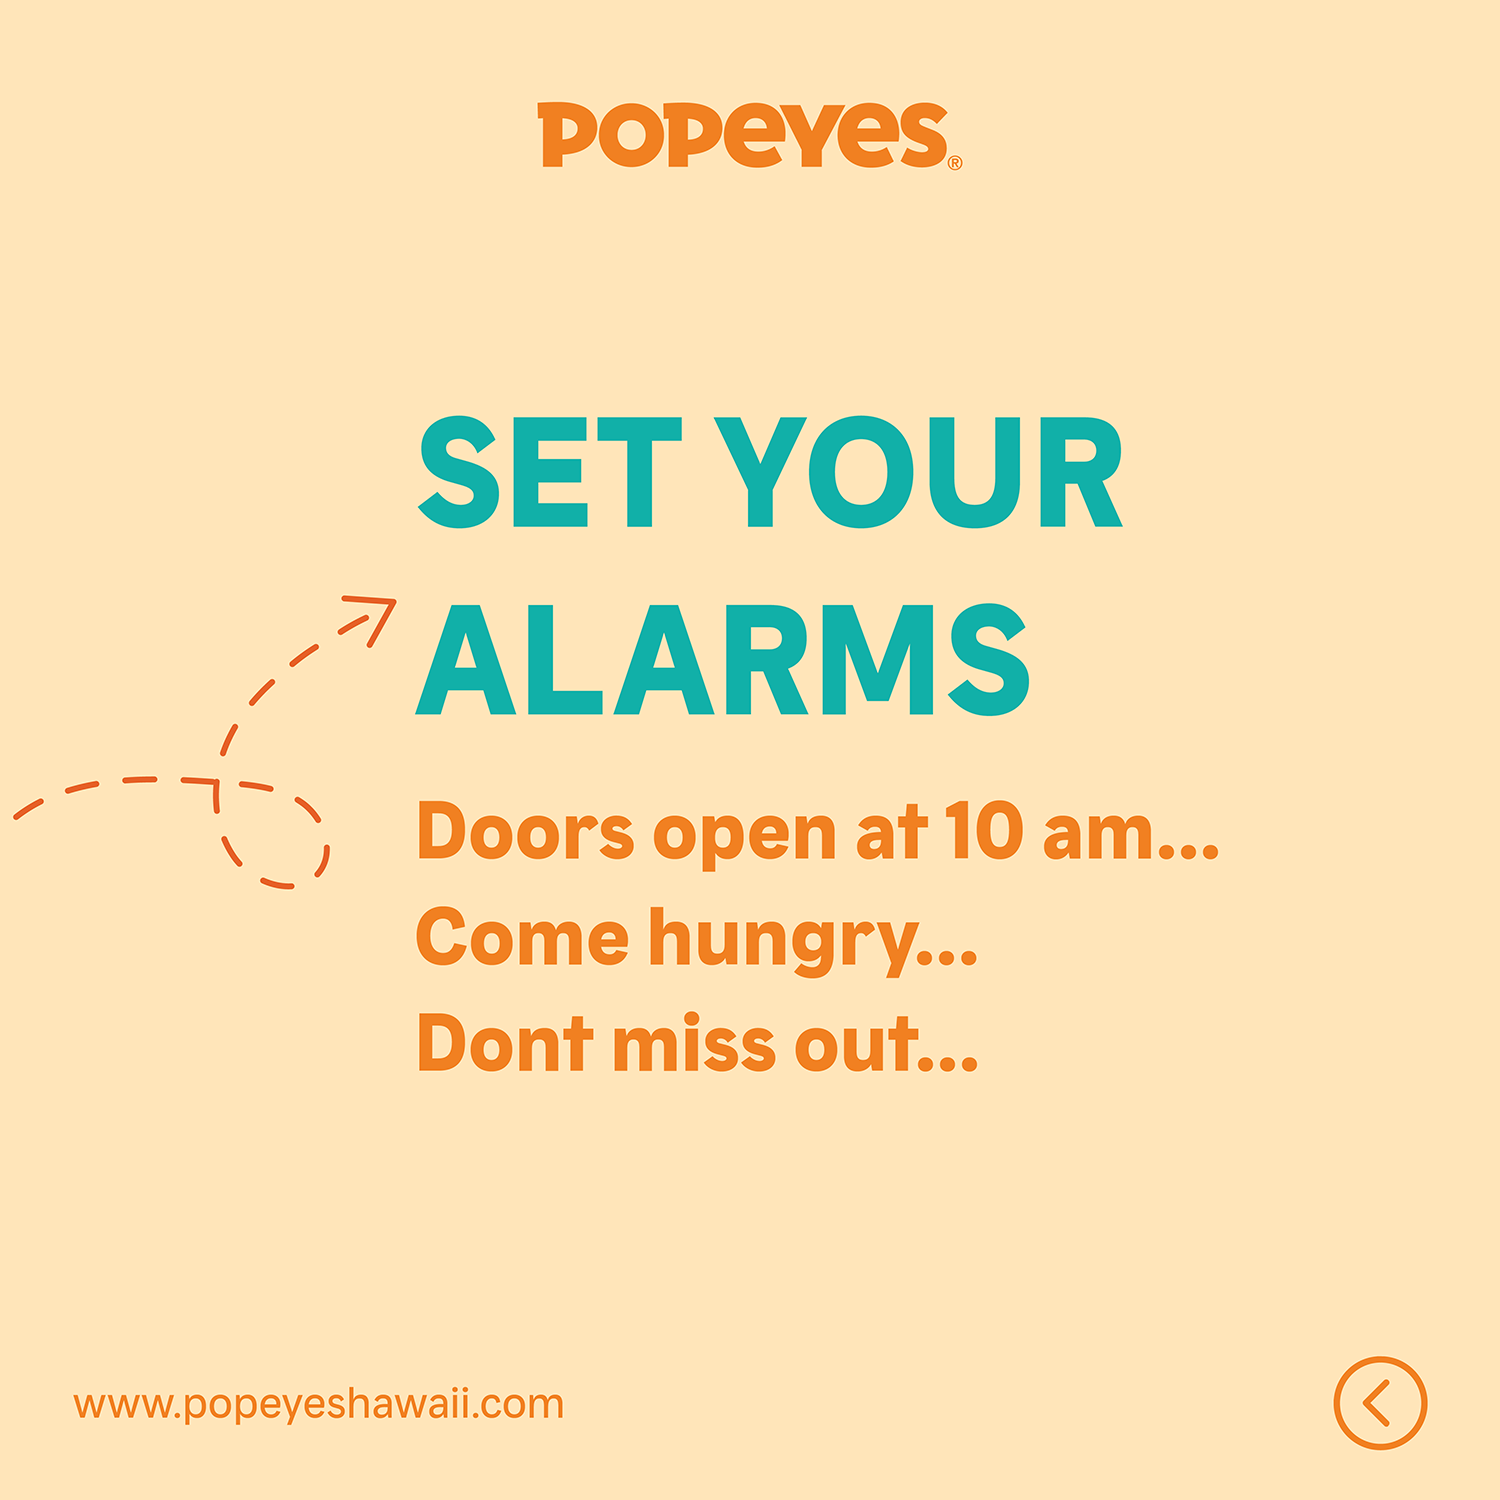 POPEYES®
SET YOUR
ALARMS
Doors open at 10 am...
Come hungry...
Dont miss out...
www.popeyeshawaii.com